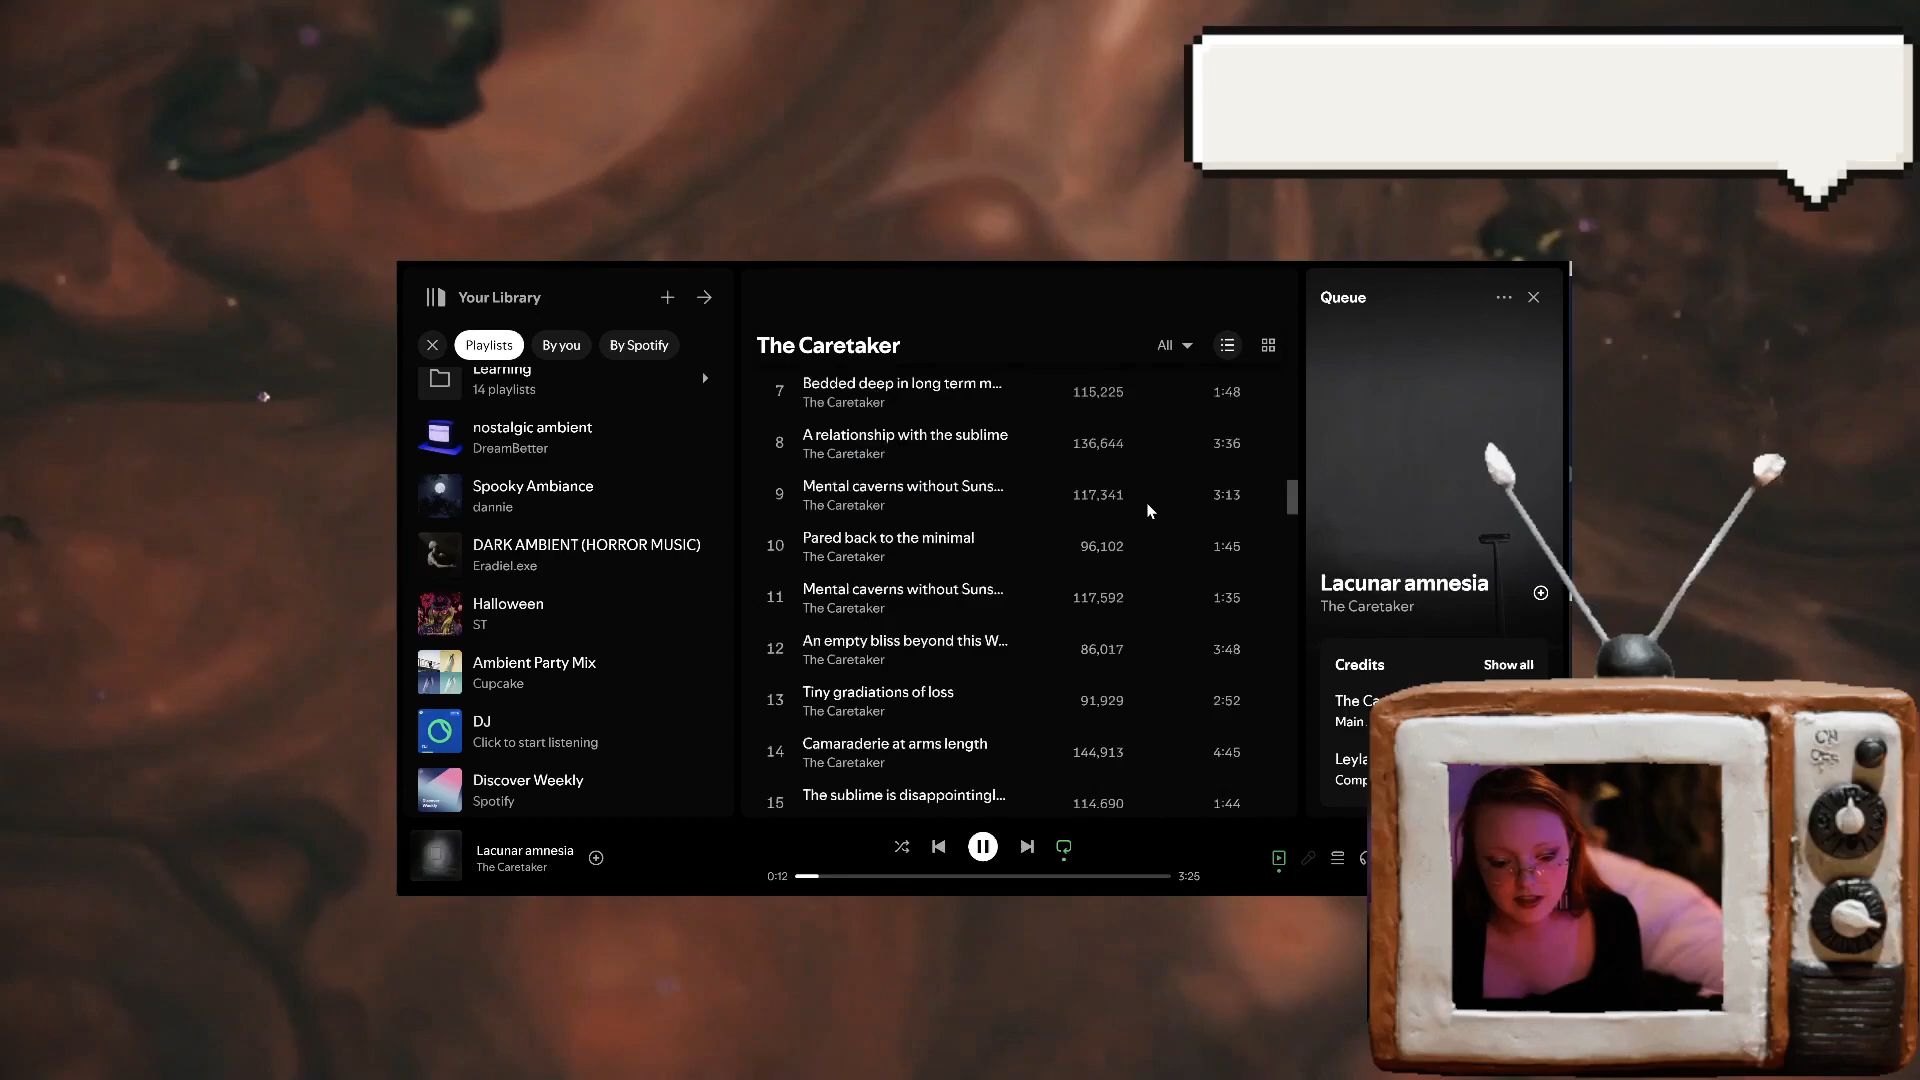 Your Library
Playlists
By you
By Spotify
Learning
14 playlists
nostalgic ambient
DreamBetter
Spooky Ambiance
dannie
DARK AMBIENT (HORROR MUSIC)
Eradiel.exe
Halloween
ST
Ambient Party Mix
Cupcake
DJ
Click to start listening
Discover Weekly
Spotify
The Caretaker
All
7 Bedded deep in long term m... 115,225 1:48
The Caretaker
8 A relationship with the sublime 136,644 3:36
The Caretaker
9 Mental caverns without Suns... 117,341 3:13
The Caretaker
10 Pared back to the minimal 96,102 1:45
The Caretaker
11 Mental caverns without Suns... 117,592 1:35
The Caretaker
12 An empty bliss beyond this W... 86,017 3:48
The Caretaker
13 Tiny gradiations of loss 91,929 2:52
The Caretaker
14 Camaraderie at arms length 144,913 4:45
The Caretaker
15 The sublime is disappointingl... 114,690 1:44
Queue
Lacunar amnesia
The Caretaker
Credits
Show all
The Ca
Main
Leyla
Comp
Lacunar amnesia
The Caretaker
0:12
3:25
ON
OFF